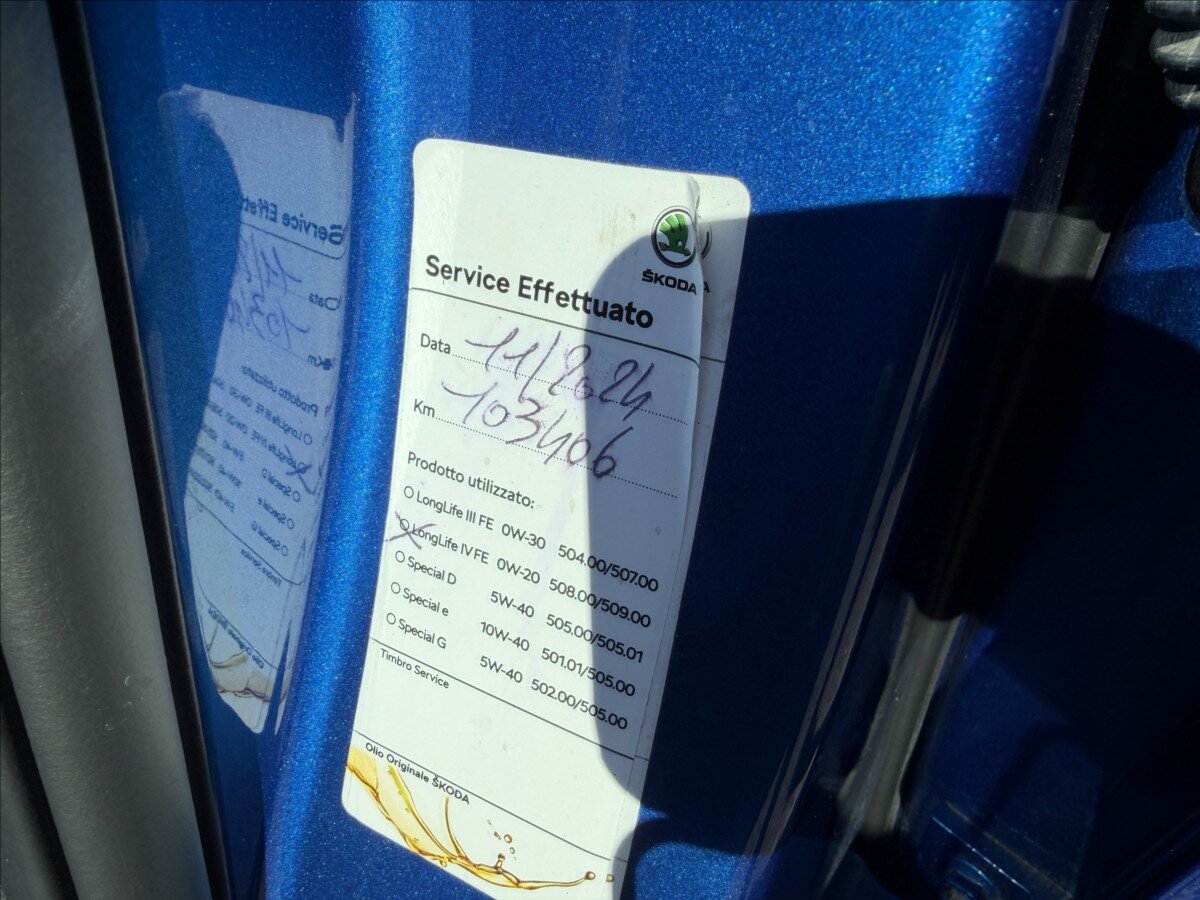 ŠKODA
Service Effettuato
Data 11/2024
Km 103406
Prodotto utilizzato:
LongLife III FE 0W-30 504.00/507.00
LongLife IV FE 0W-20 508.00/509.00
Special D 5W-40 505.00/505.01
Special e 10W-40 501.01/505.00
Special G 5W-40 502.00/505.00
Timbro Service
Olio Originale ŠKODA